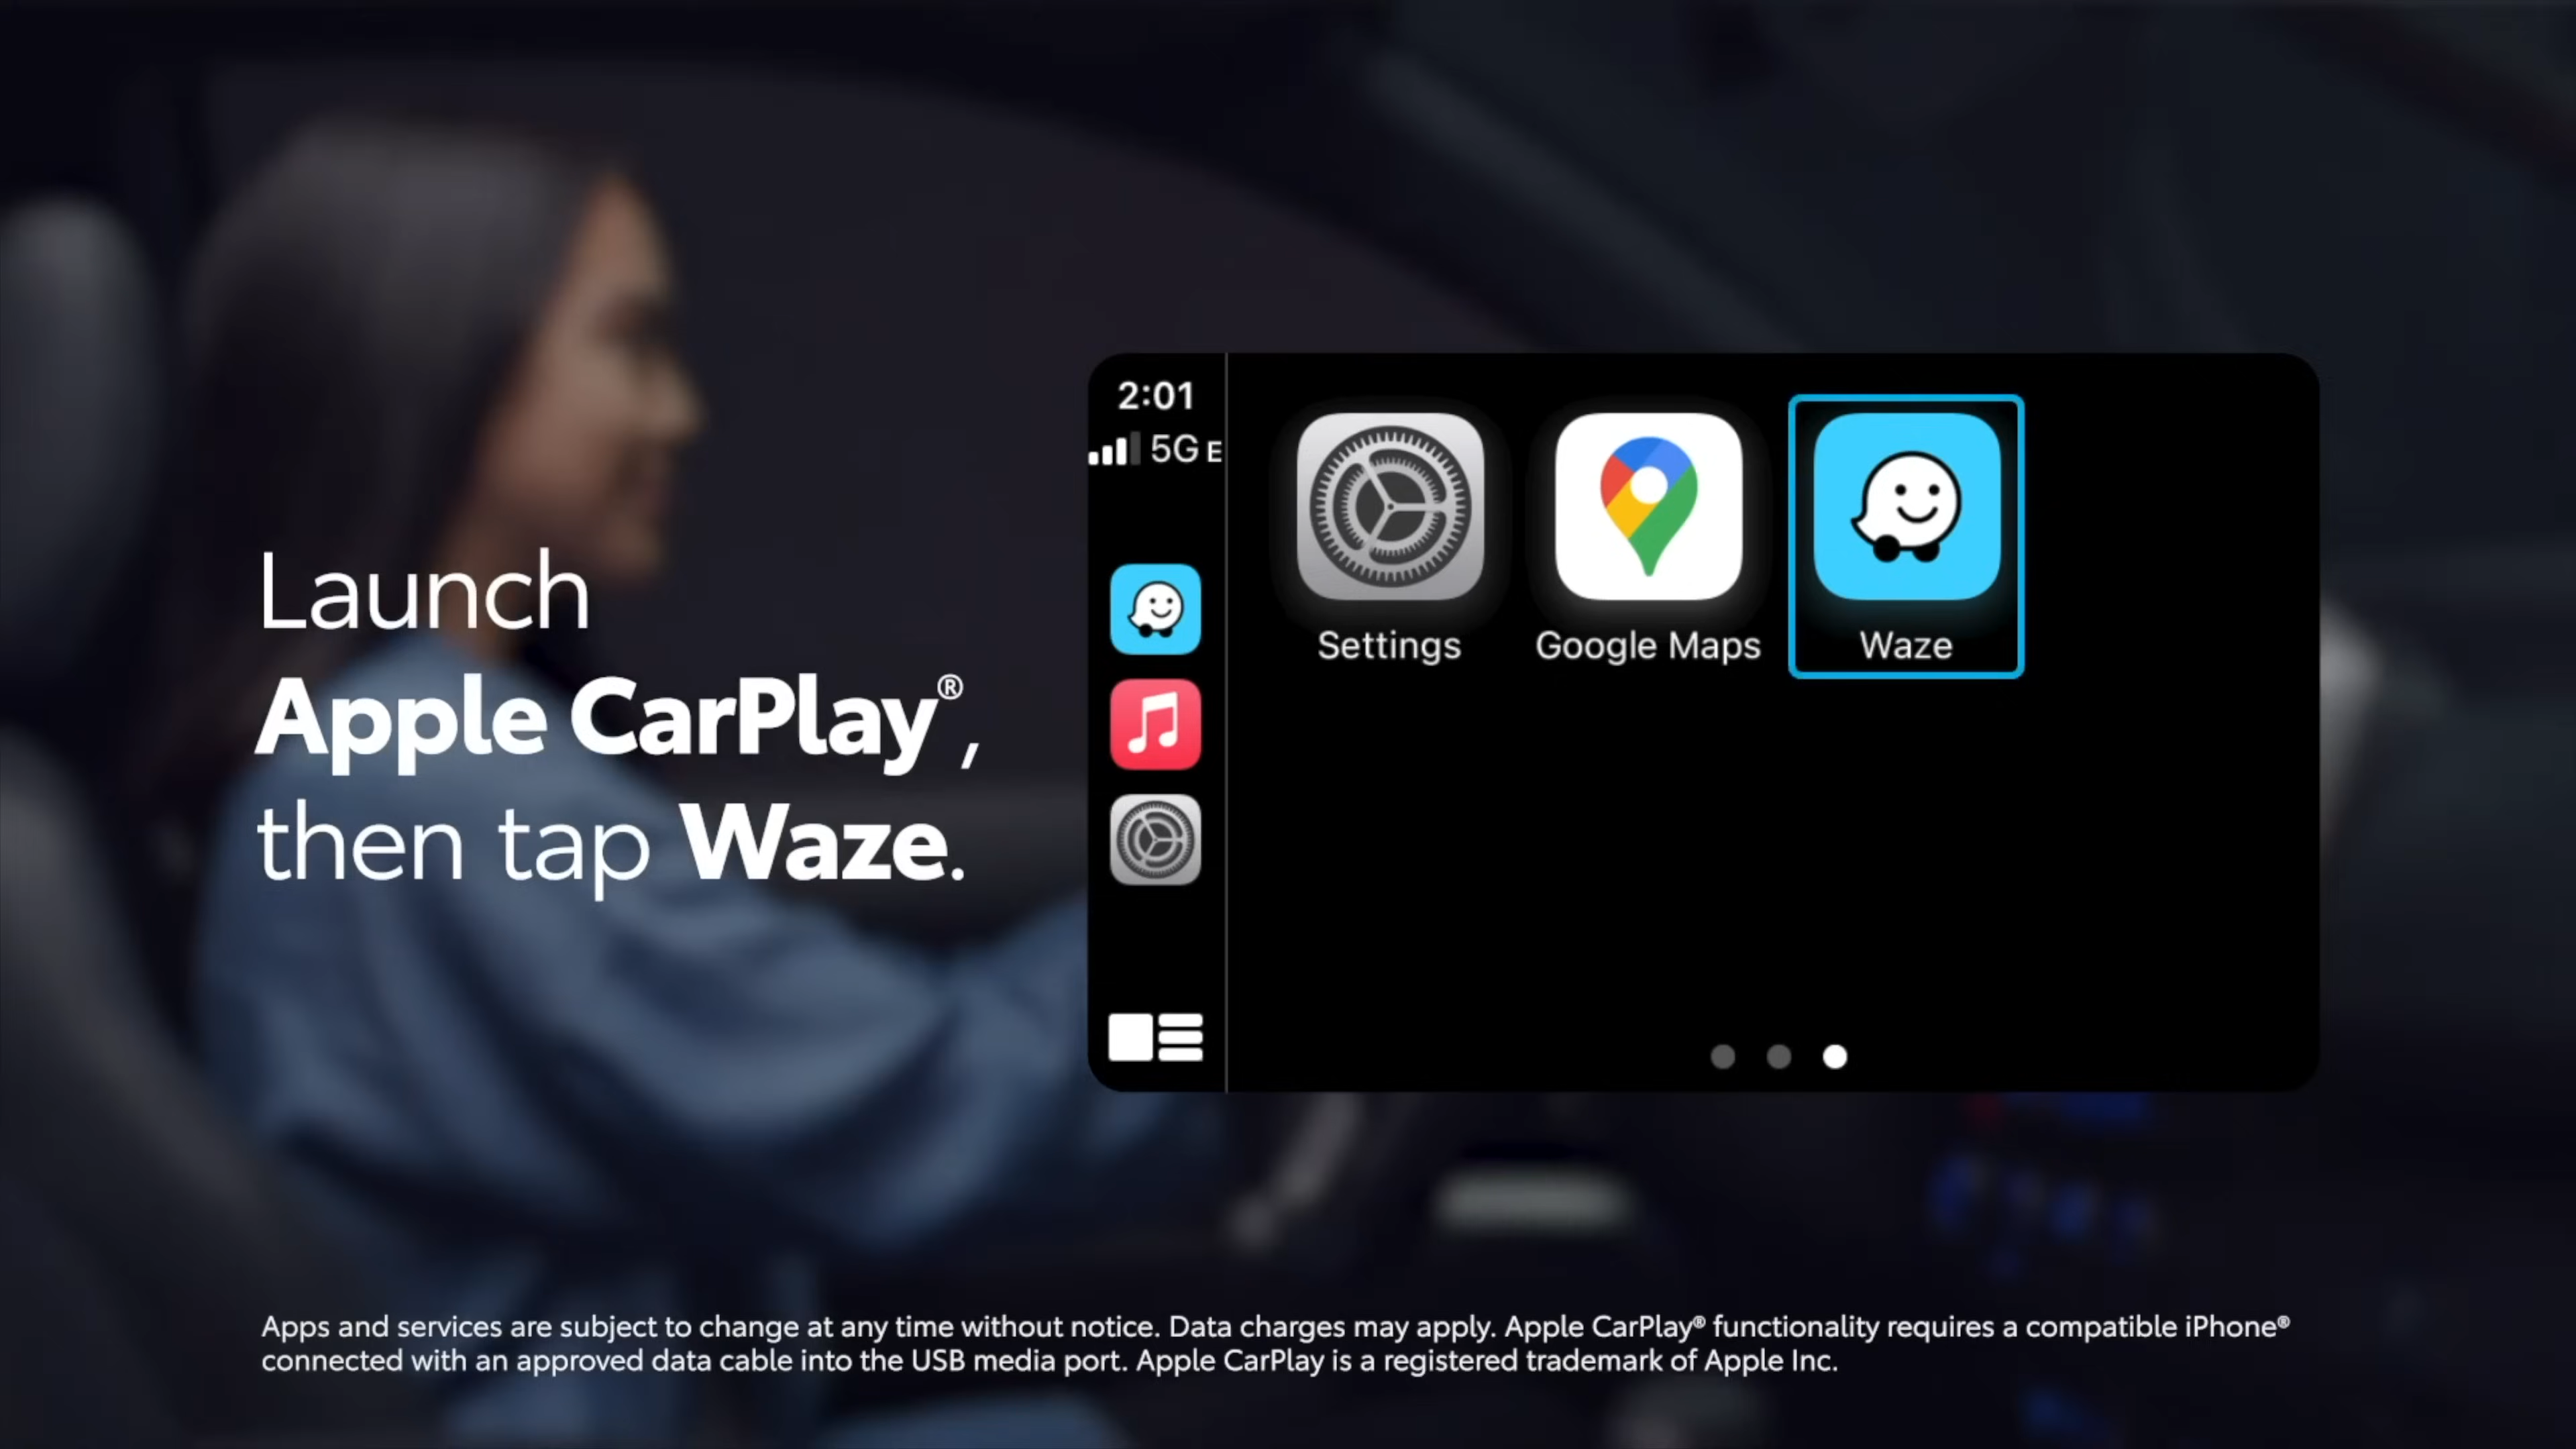 Launch
Apple CarPlay®,
then tap Waze.
2:01
5G E
Settings
Google Maps
Waze
Apps and services are subject to change at any time without notice. Data charges may apply. Apple CarPlay® functionality requires a compatible iPhone®
connected with an approved data cable into the USB media port. Apple CarPlay is a registered trademark of Apple Inc.